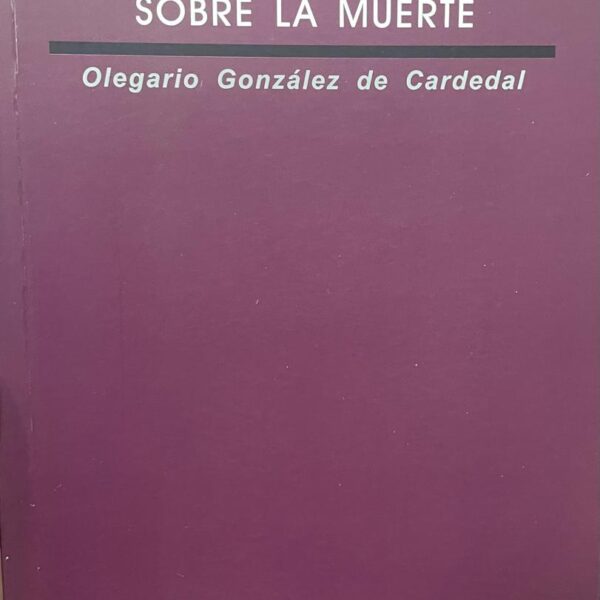 SOBRE LA MUERTE
Olegario González de Cardedal